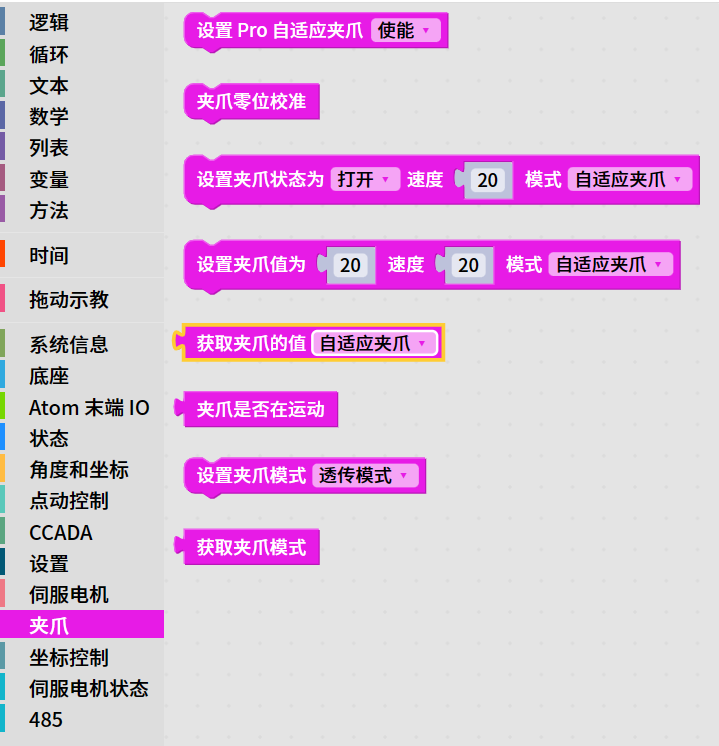 逻辑
循环
文本
数学
列表
变量
方法
时间
拖动示教
系统信息
底座
Atom 末端 IO
状态
角度和坐标
点动控制
CCADA
设置
伺服电机
夹爪
坐标控制
伺服电机状态
485
设置 Pro 自适应夹爪 使能
夹爪零位校准
设置夹爪状态为 打开 速度 20 模式 自适应夹爪
设置夹爪值为 20 速度 20 模式 自适应夹爪
获取夹爪的值 自适应夹爪
夹爪是否在运动
设置夹爪模式 透传模式
获取夹爪模式